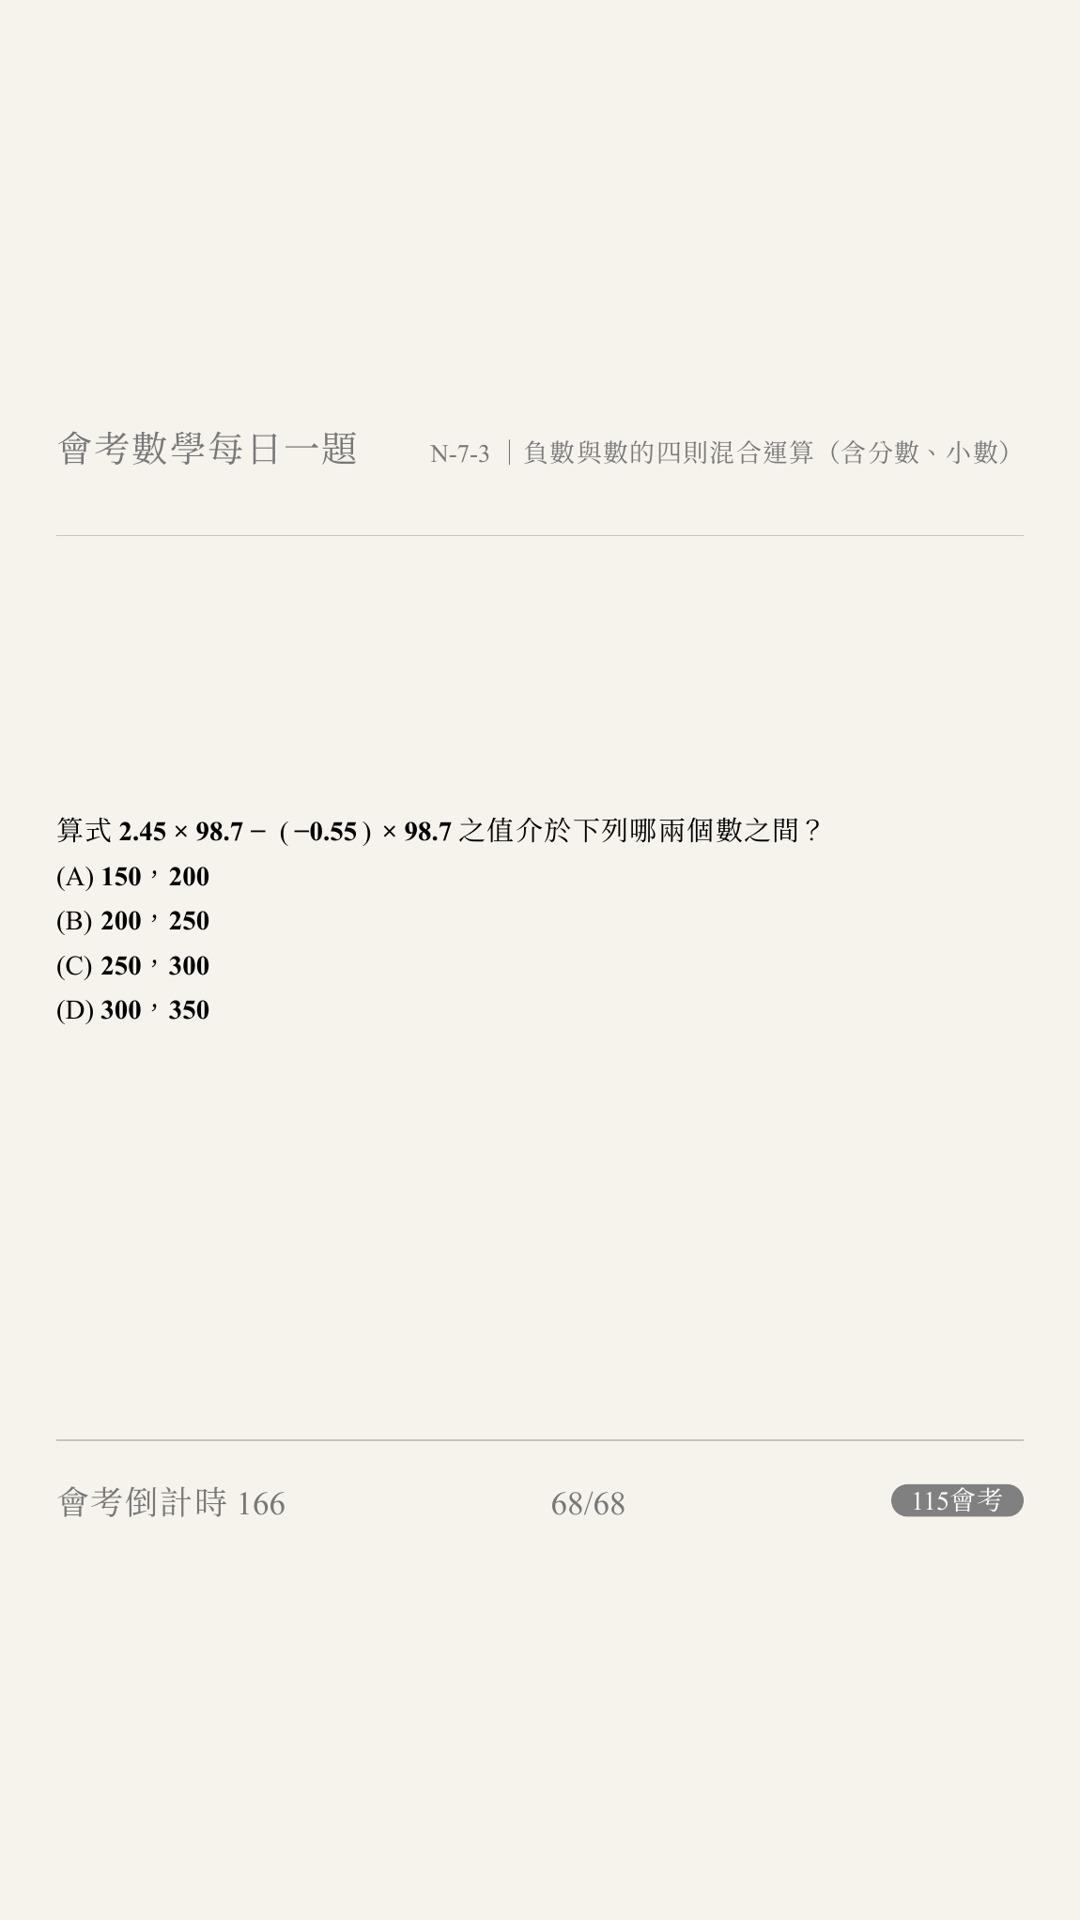 會考數學每日一題
N-7-3｜負數與數的四則混合運算（含分數、小數）
算式 2.45 × 98.7 − （−0.55）× 98.7 之值介於下列哪兩個數之間？
(A) 150，200
(B) 200，250
(C) 250，300
(D) 300，350
會考倒計時 166
68/68
115會考